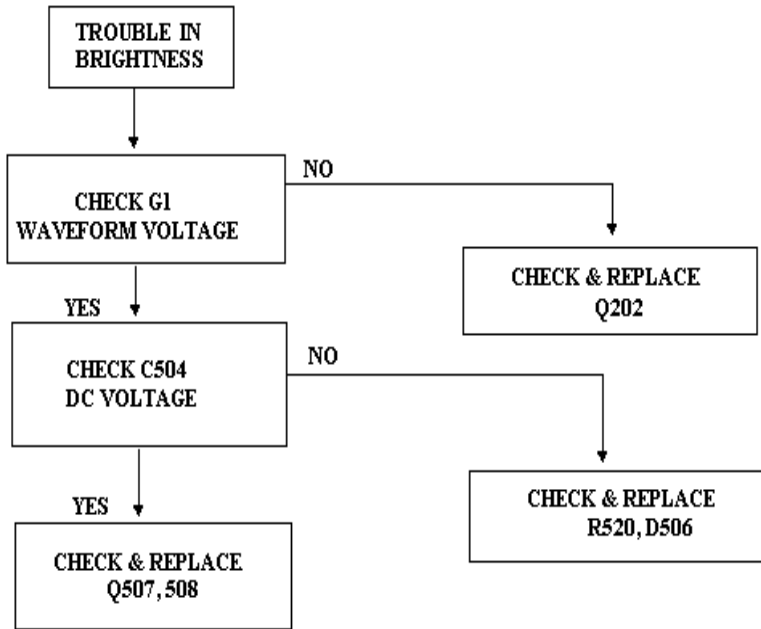 TROUBLE IN
BRIGHTNESS
CHECK G1
WAVEFORM VOLTAGE
NO
CHECK & REPLACE
Q202
YES
CHECK C504
DC VOLTAGE
NO
CHECK & REPLACE
R520, D506
YES
CHECK & REPLACE
Q507, 508